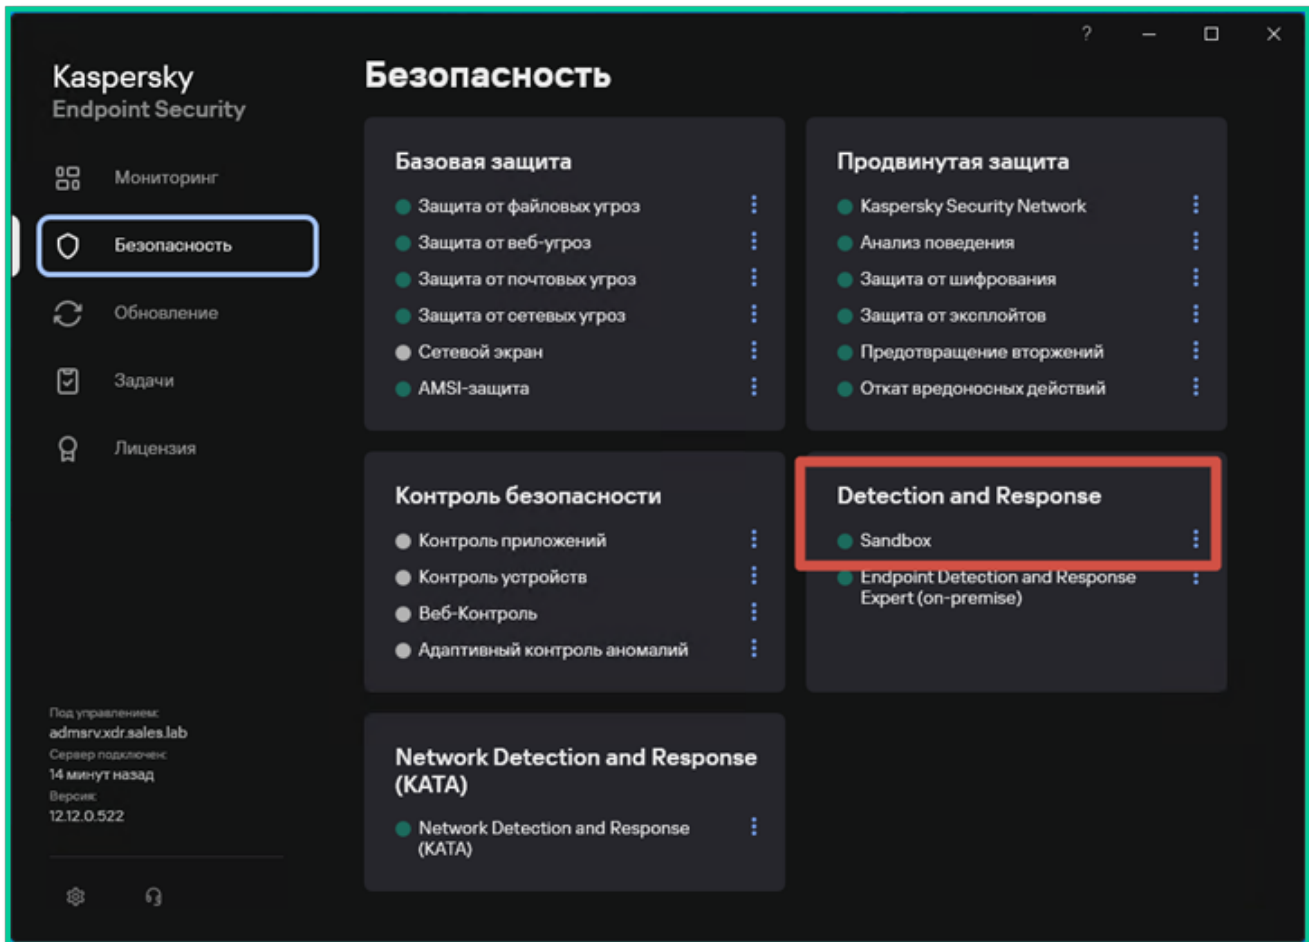 ?
Kaspersky
Endpoint Security
Мониторинг
Безопасность
Обновление
Задачи
Лицензия
Под управлением:
admsrv.xdr.sales.lab
Сервер подключен:
14 минут назад
Версия:
12.12.0.522
Безопасность
Базовая защита
Защита от файловых угроз
Защита от веб-угроз
Защита от почтовых угроз
Защита от сетевых угроз
Сетевой экран
AMSI-защита
Продвинутая защита
Kaspersky Security Network
Анализ поведения
Защита от шифрования
Защита от эксплойтов
Предотвращение вторжений
Откат вредоносных действий
Контроль безопасности
Контроль приложений
Контроль устройств
Веб-Контроль
Адаптивный контроль аномалий
Detection and Response
Sandbox
Endpoint Detection and Response
Expert (on-premise)
Network Detection and Response
(KATA)
Network Detection and Response
(KATA)